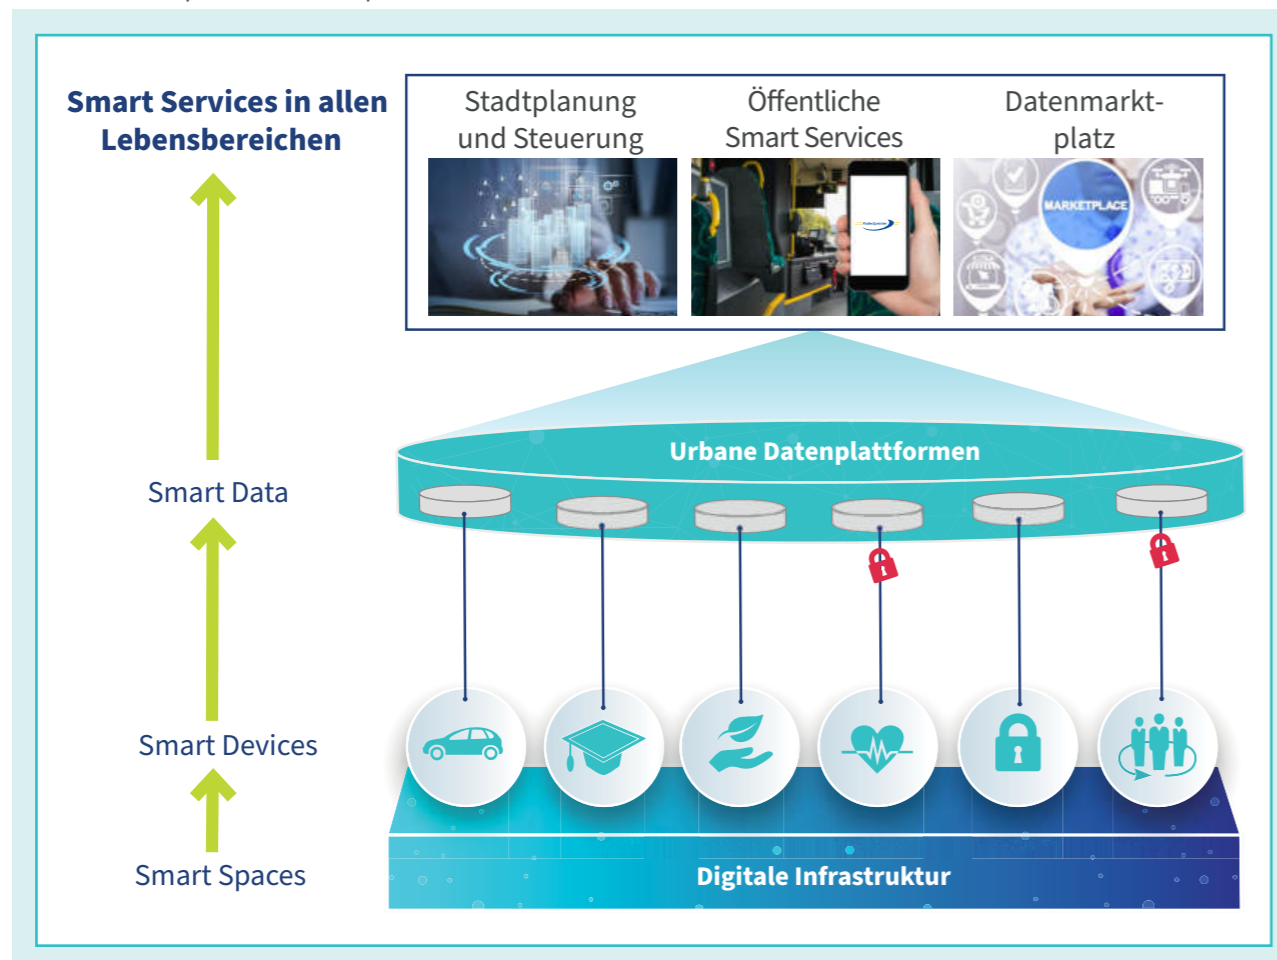 Smart Services in allen
Lebensbereichen
Stadtplanung
und Steuerung
Öffentliche
Smart Services
Datenmarkt-
platz
MARKETPLACE
Urbane Datenplattformen
Smart Data
Smart Devices
Smart Spaces
Digitale Infrastruktur